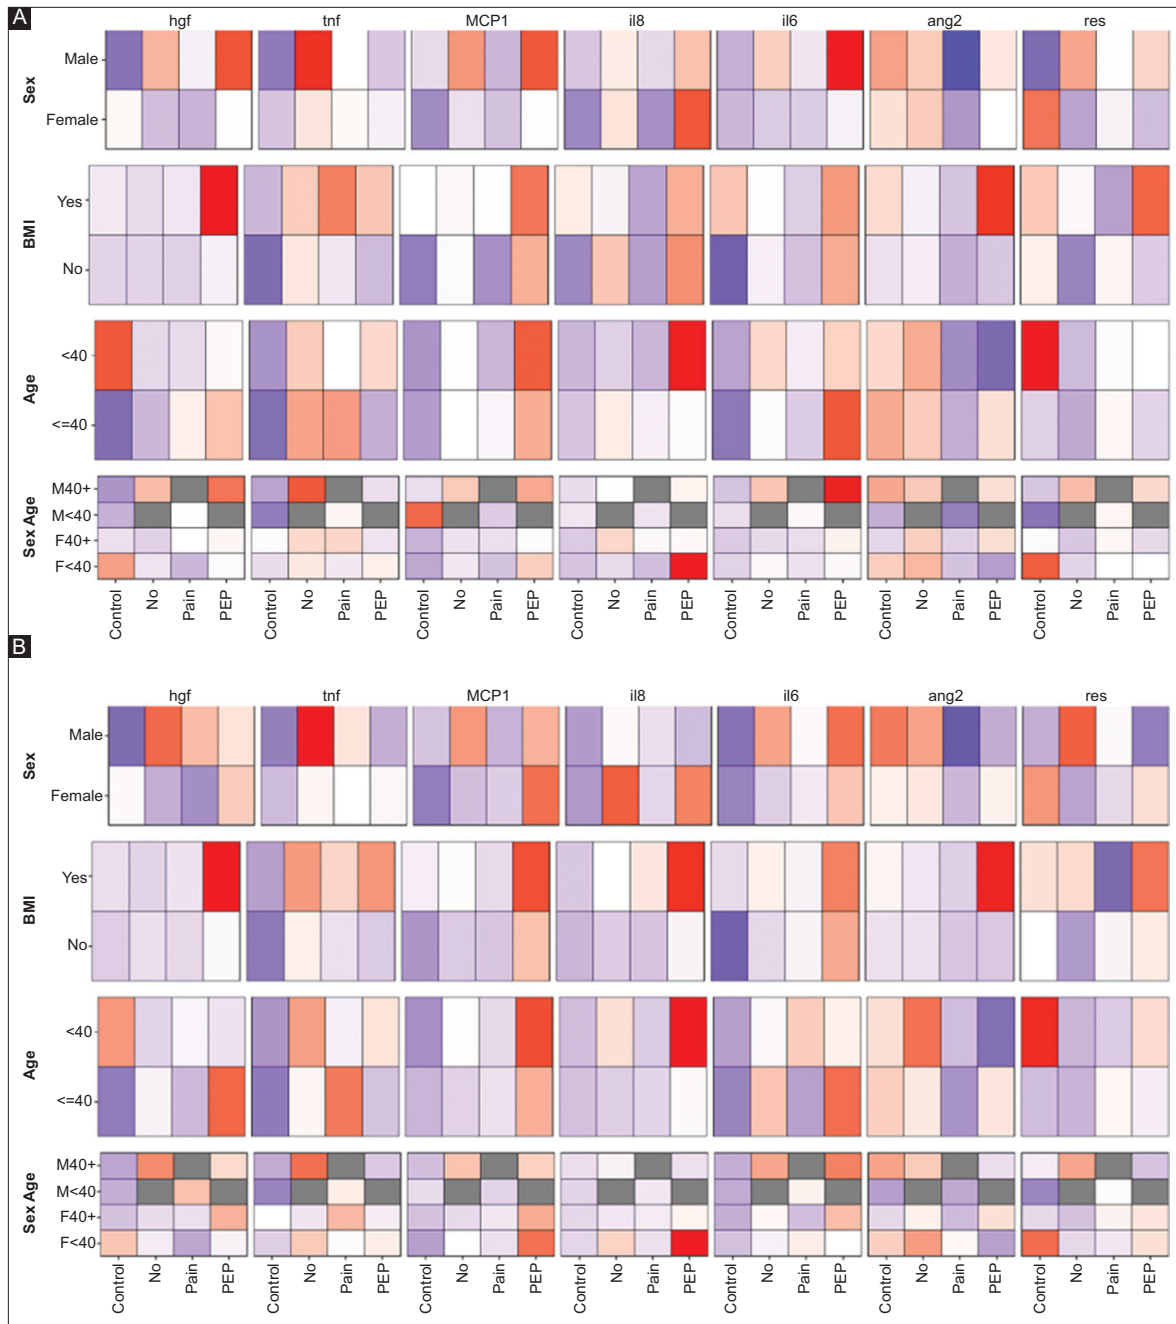 A
hgf tnf MCP1 il8 il6 ang2 res
Sex
Male
Female
BMI
Yes
No
Age
<40
<=40
Sex Age
M40+
M<40
F40+
F<40
Control No Pain PEP Control No Pain PEP Control No Pain PEP Control No Pain PEP Control No Pain PEP Control No Pain PEP Control No Pain PEP
B
hgf tnf MCP1 il8 il6 ang2 res
Sex
Male
Female
BMI
Yes
No
Age
<40
<=40
Sex Age
M40+
M<40
F40+
F<40
Control No Pain PEP Control No Pain PEP Control No Pain PEP Control No Pain PEP Control No Pain PEP Control No Pain PEP Control No Pain PEP